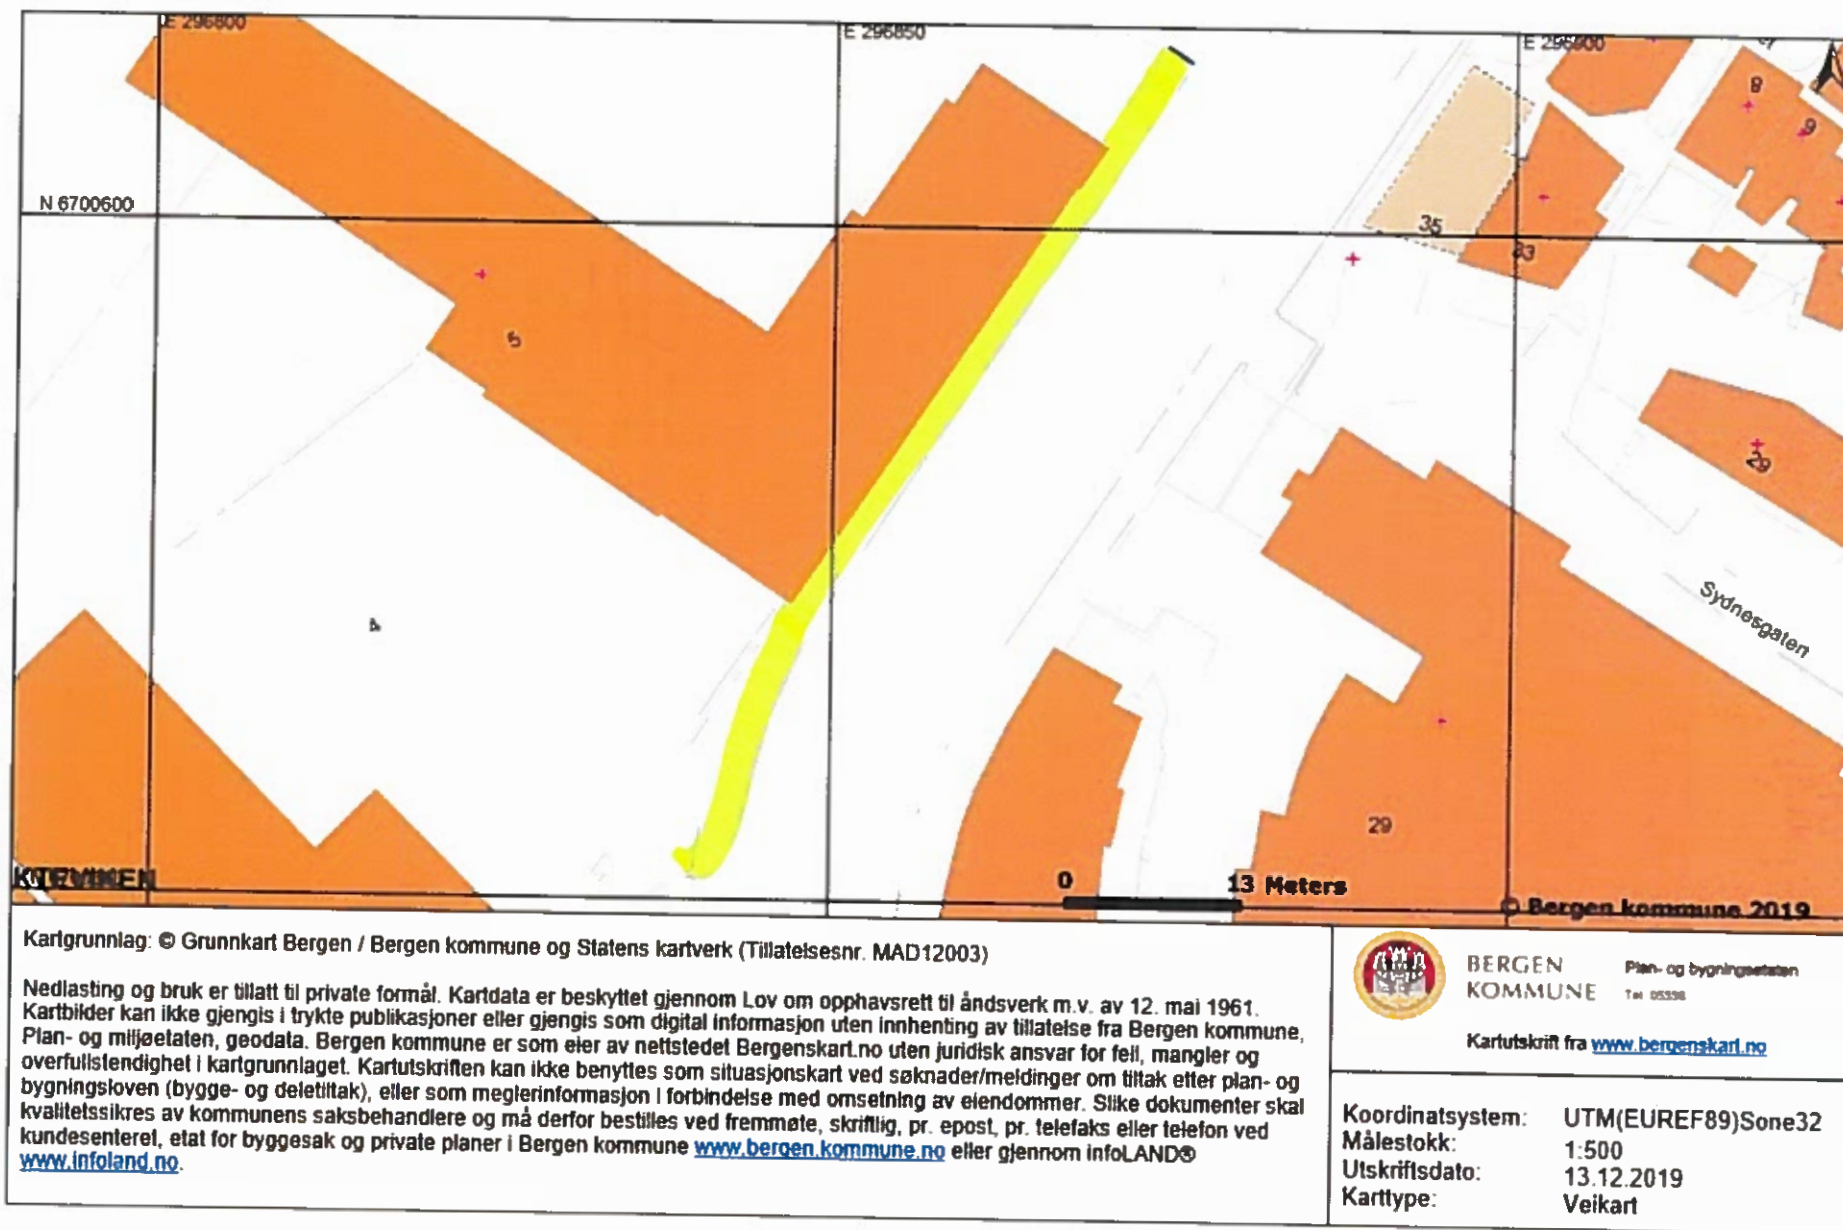 E 296800
E 296850
E 296900
8
9
N 6700600
35
33
5
29
Sydnesgaten
4
29
0 13 Meters
© Bergen kommune 2019
Kartgrunnlag: © Grunnkart Bergen / Bergen kommune og Statens kartverk (Tillatelsesnr. MAD12003)
Nedlasting og bruk er tillatt til private formål. Kartdata er beskyttet gjennom Lov om opphavsrett til åndsverk m.v. av 12. mai 1961.
Kartbilder kan ikke gjengis i trykte publikasjoner eller gjengis som digital informasjon uten innhenting av tillatelse fra Bergen kommune,
Plan- og miljøetaten, geodata. Bergen kommune er som eier av nettstedet Bergenskart.no uten juridisk ansvar for feil, mangler og
overfullstendighet i kartgrunnlaget. Kartutskriften kan ikke benyttes som situasjonskart ved søknader/meldinger om tiltak etter plan- og
bygningsloven (bygge- og deletiltak), eller som meglerinformasjon i forbindelse med omsetning av eiendommer. Slike dokumenter skal
kvalitetssikres av kommunens saksbehandlere og må derfor bestilles ved fremmøte, skriftlig, pr. epost, pr. telefaks eller telefon ved
kundesenteret, etat for byggesak og private planer i Bergen kommune www.bergen.kommune.no eller gjennom infoLAND®
www.infoland.no.
BERGEN
KOMMUNE
Plan- og bygningsetaten
Tel: 05556
Kartutskrift fra www.bergenskart.no
Koordinatsystem: UTM(EUREF89)Sone32
Målestokk: 1:500
Utskriftsdato: 13.12.2019
Karttype: Veikart